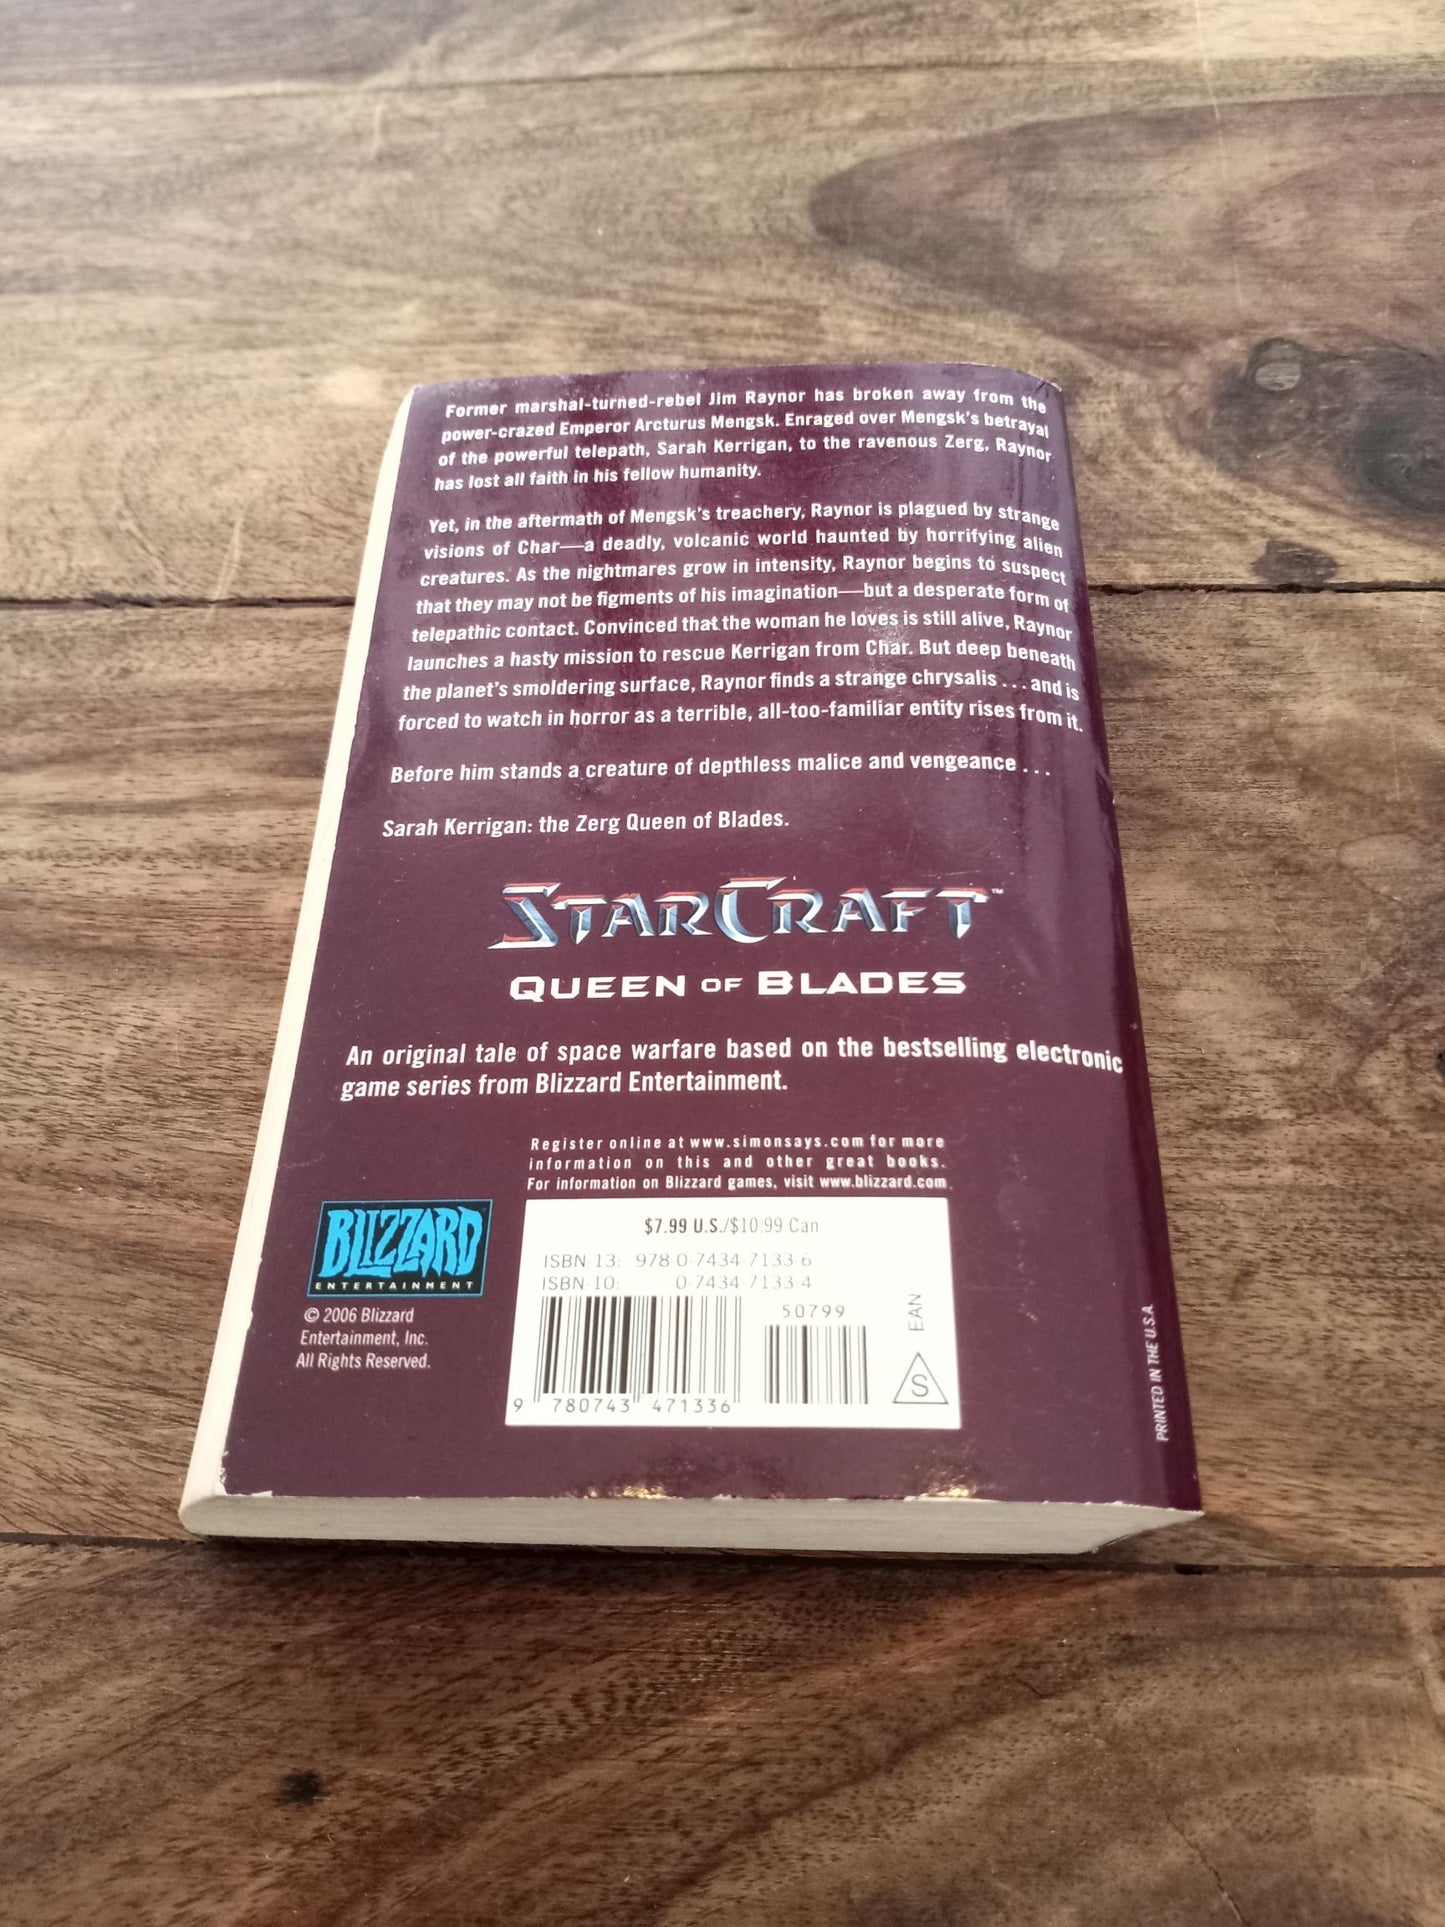 Former marshal-turned-rebel Jim Raynor has broken away from the
power-crazed Emperor Arcturus Mengsk. Enraged over Mengsk's betrayal
of the powerful telepath, Sarah Kerrigan, to the ravenous Zerg, Raynor
has lost all faith in his fellow humanity.
Yet, in the aftermath of Mengsk's treachery, Raynor is plagued by strange
visions of Char—a deadly, volcanic world haunted by horrifying alien
creatures. As the nightmares grow in intensity, Raynor begins to suspect
that they may not be figments of his imagination—but a desperate form of
telepathic contact. Convinced that the woman he loves is still alive, Raynor
launches a hasty mission to rescue Kerrigan from Char. But deep beneath
the planet's smoldering surface, Raynor finds a strange chrysalis . . . and is
forced to watch in horror as a terrible, all-too-familiar entity rises from it.
Before him stands a creature of depthless malice and vengeance . . .
Sarah Kerrigan: the Zerg Queen of Blades.
STARCRAFT™
QUEEN OF BLADES
An original tale of space warfare based on the bestselling electronic
game series from Blizzard Entertainment.
Register online at www.simonsays.com for more
information on this and other great books.
For information on Blizzard games, visit www.blizzard.com.
BLIZZARD
ENTERTAINMENT
© 2006 Blizzard
Entertainment, Inc.
All Rights Reserved.
$7.99 U.S./$10.99 Can
ISBN-13: 978 0-7434-7133 6
ISBN-10: 0-7434-7133-4
50799
EAN
S
9 780743 471336
PRINTED IN THE U.S.A.